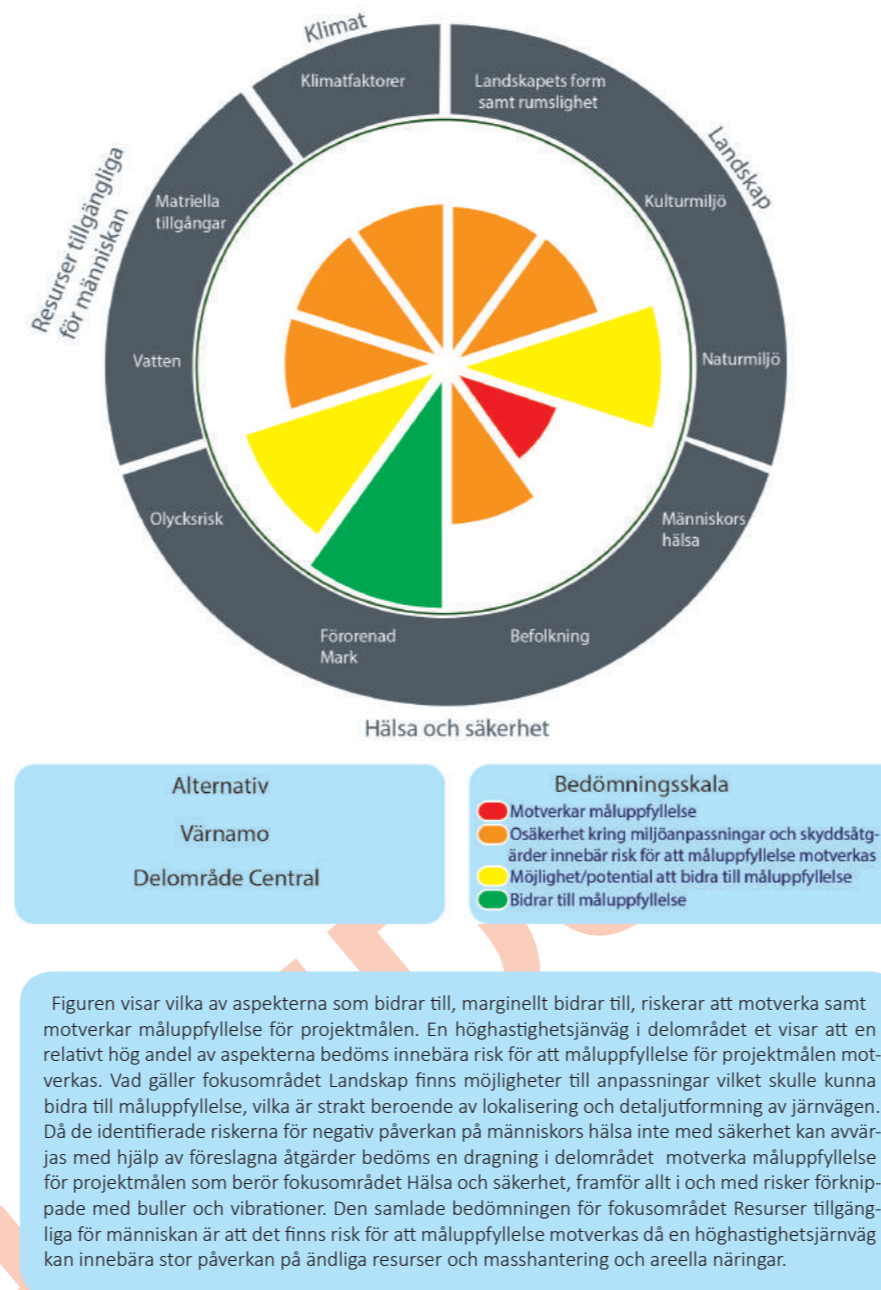 Klimat
Klimatfaktorer
Landskapets form
samt rumslighet
Landskap
Kulturmiljö
Naturmiljö
Resurser tillgängliga
för människan
Matriella
tillgångar
Vatten
Olycksrisk
Människors
hälsa
Förorenad
Mark
Befolkning
Hälsa och säkerhet
Alternativ
Värnamo
Delområde Central
Bedömningsskala
Motverkar måluppfyllelse
Osäkerhet kring miljöanpassningar och skyddsåtg-
ärder innebär risk för att måluppfyllelse motverkas
Möjlighet/potential att bidra till måluppfyllelse
Bidrar till måluppfyllelse
Figuren visar vilka av aspekterna som bidrar till, marginellt bidrar till, riskerar att motverka samt
motverkar måluppfyllelse för projektmålen. En höghastighetsjänväg i delområdet et visar att en
relativt hög andel av aspekterna bedöms innebära risk för att måluppfyllelse för projektmålen mot-
verkas. Vad gäller fokusområdet Landskap finns möjligheter till anpassningar vilket skulle kunna
bidra till måluppfyllelse, vilka är strakt beroende av lokalisering och detaljutformning av järnvägen.
Då de identifierade riskerna för negativ påverkan på människors hälsa inte med säkerhet kan avvär-
jas med hjälp av föreslagna åtgärder bedöms en dragning i delområdet motverka måluppfyllelse
för projektmålen som berör fokusområdet Hälsa och säkerhet, framför allt i och med risker förknip-
pade med buller och vibrationer. Den samlade bedömningen för fokusområdet Resurser tillgäng-
liga för människan är att det finns risk för att måluppfyllelse motverkas då en höghastighetsjärnväg
kan innebära stor påverkan på ändliga resurser och masshantering och areella näringar.